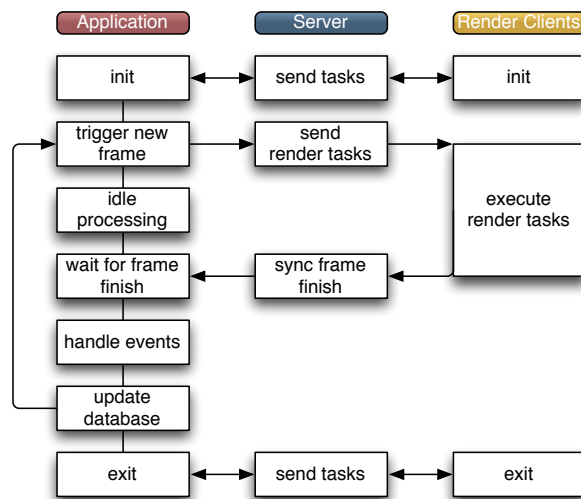 Application
Server
Render Clients
init
send tasks
init
trigger new
frame
send
render tasks
execute
render tasks
idle
processing
wait for frame
finish
sync frame
finish
handle events
update
database
exit
send tasks
exit